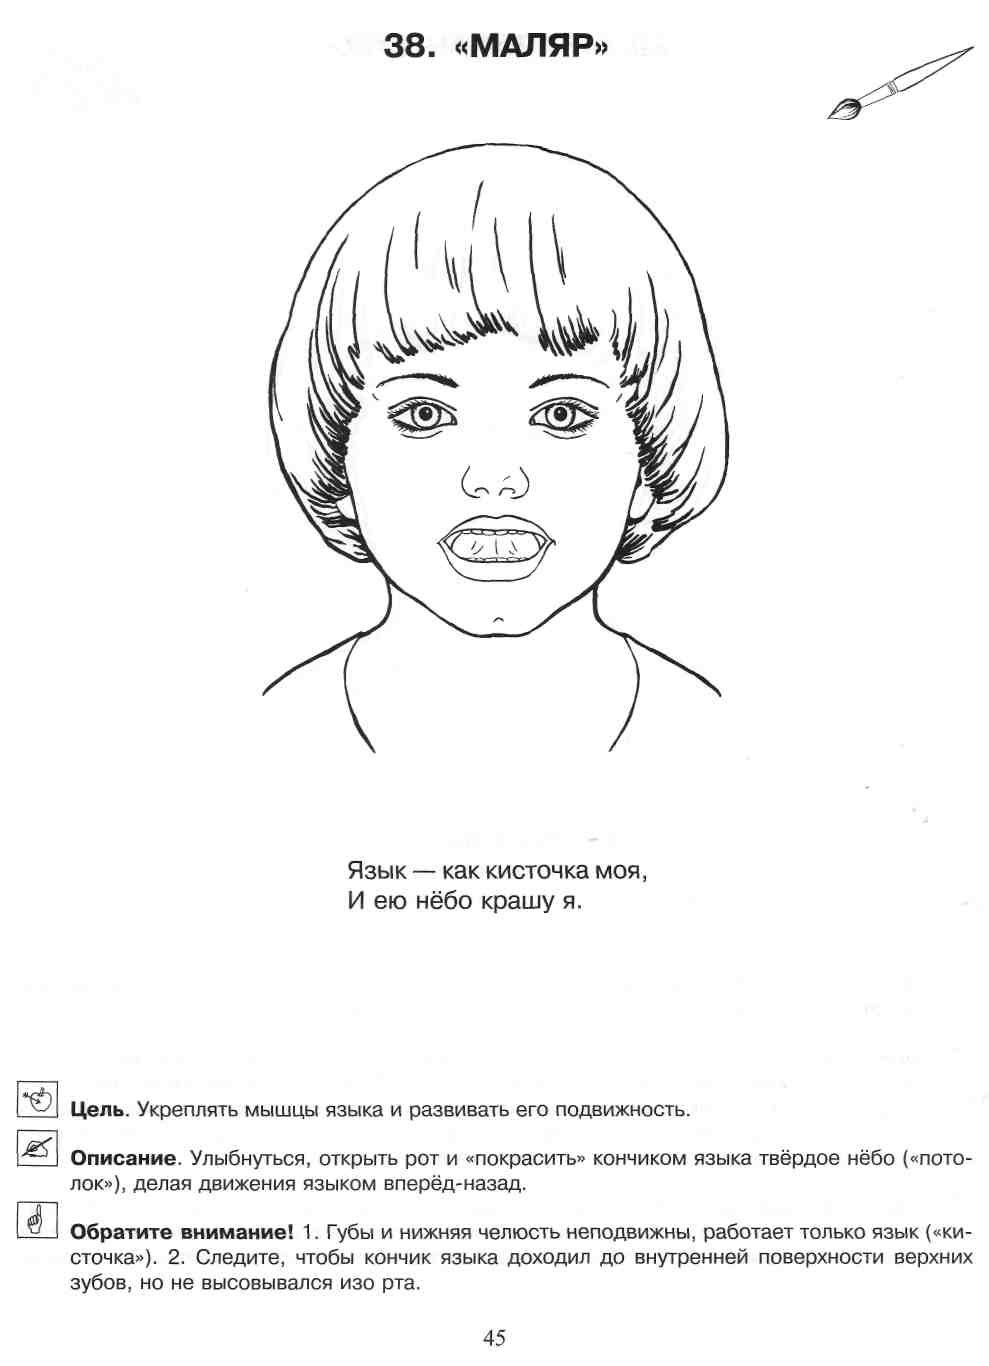 38. «МАЛЯР»
Язык — как кисточка моя,
И ею нёбо крашу я.
Цель. Укреплять мышцы языка и развивать его подвижность.
Описание. Улыбнуться, открыть рот и «покрасить» кончиком языка твёрдое нёбо («пото-
лок»), делая движения языком вперёд-назад.
Обратите внимание! 1. Губы и нижняя челюсть неподвижны, работает только язык («ки-
сточка»). 2. Следите, чтобы кончик языка доходил до внутренней поверхности верхних
зубов, но не высовывался изо рта.
45